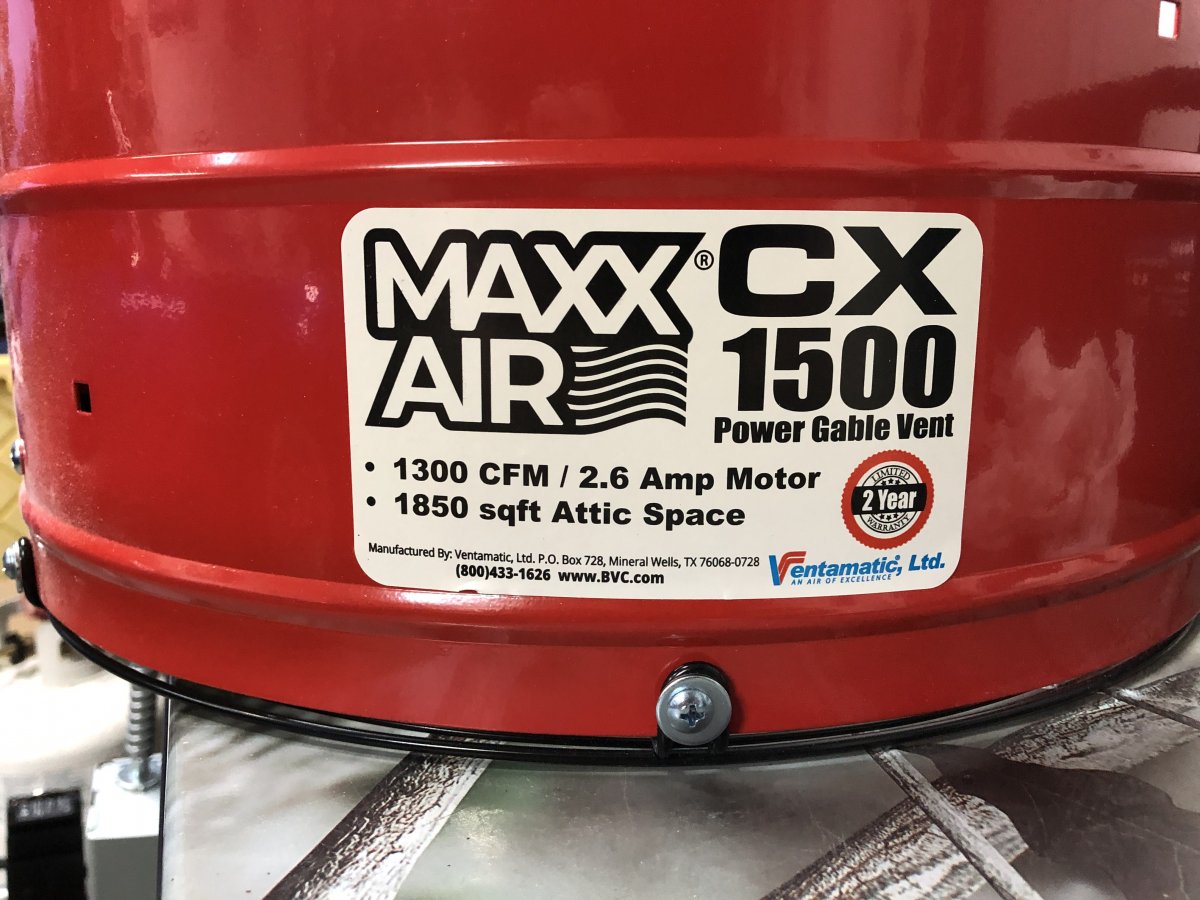 MAXX
AIR®
CX
1500
Power Gable Vent
• 1300 CFM / 2.6 Amp Motor
• 1850 sqft Attic Space
LIMITED
2 Year
WARRANTY
Manufactured By: Ventamatic, Ltd. P.O. Box 728, Mineral Wells, TX 76068-0728
(800)433-1626 www.BVC.com
Ventamatic®, Ltd.
AN AIR OF EXCELLENCE